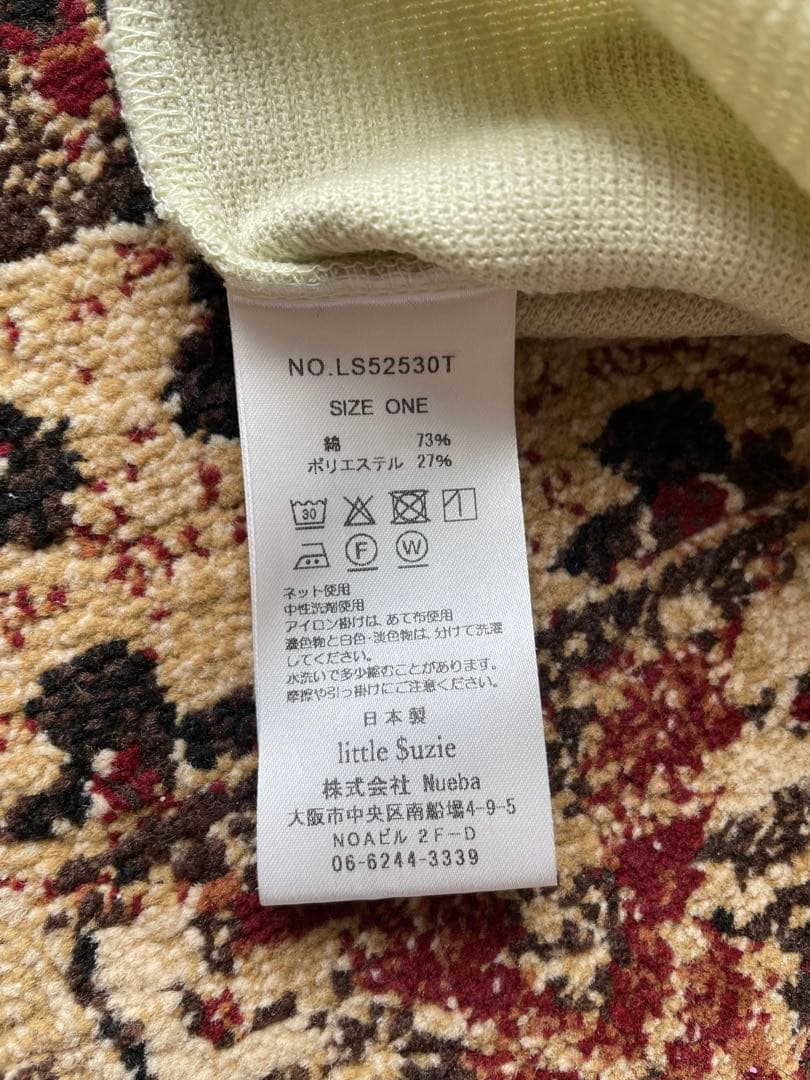 NO.LS52530T
SIZE ONE
綿 73%
ポリエステル 27%
30
F W
ネット使用
中性洗剤使用
アイロン掛けは、あて布使用
濃色物と白色・淡色物は、分けて洗濯
してください。
水洗いで多少縮むことがあります。
摩擦や引っ掛けにご注意ください。
日本製
little $uzie
株式会社 Nueba
大阪市中央区南船場4-9-5
NOAビル 2F-D
06-6244-3339